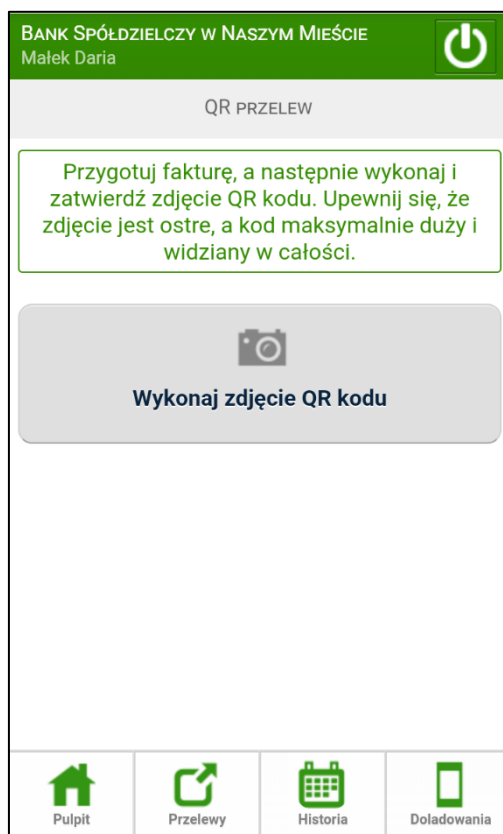 Bank Spółdzielczy w Naszym Mieście
Małek Daria
QR przelew
Przygotuj fakturę, a następnie wykonaj i
zatwierdź zdjęcie QR kodu. Upewnij się, że
zdjęcie jest ostre, a kod maksymalnie duży i
widziany w całości.
Wykonaj zdjęcie QR kodu
Pulpit
Przelewy
Historia
Doladowania